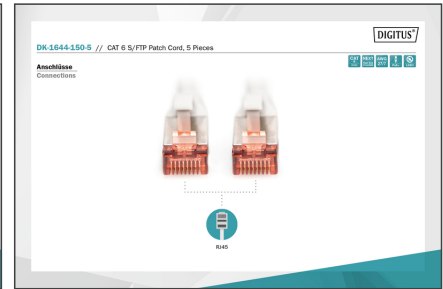 DIGITUS®
DK-1644-150-5 // CAT 6 S/FTP Patch Cord, 5 Pieces
Anschlüsse
Connections
RJ45